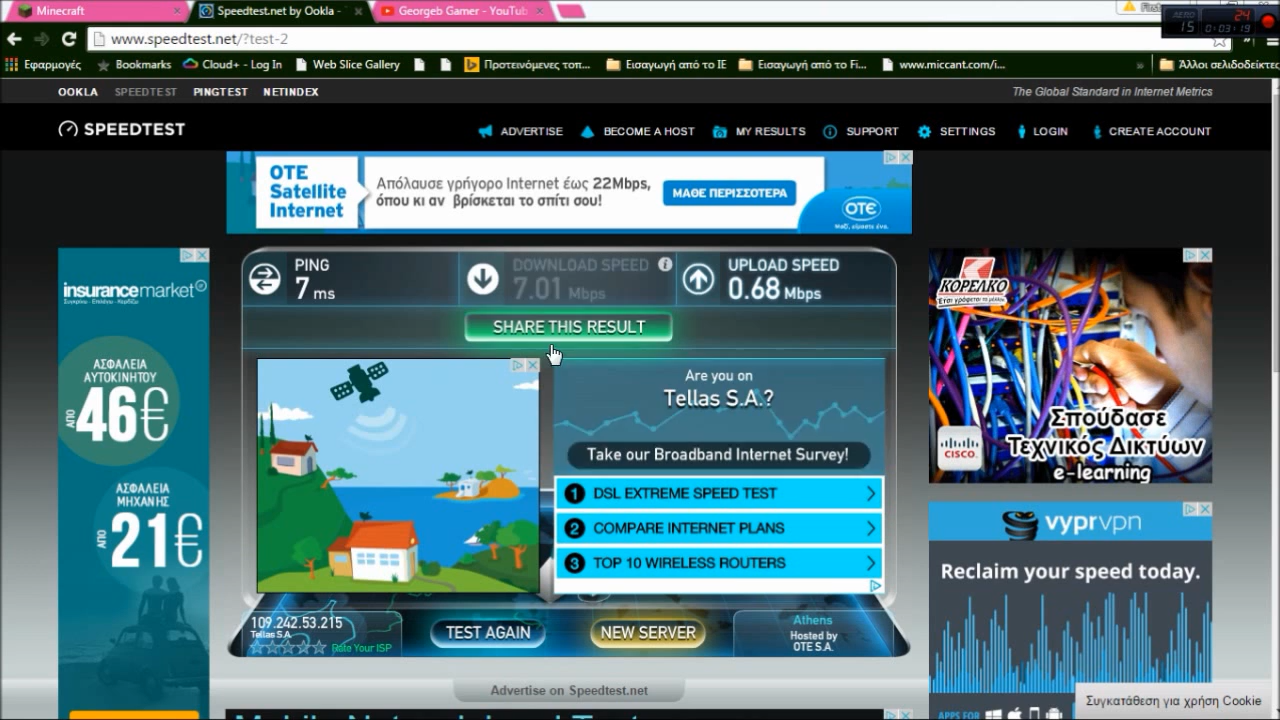 Minecraft
Speedtest.net by Ookla -
Georgeb Gamer - YouTub
24
15
0:03:19
www.speedtest.net/?test-2
Εφαρμογές
Bookmarks
Cloud+ - Log In
Web Slice Gallery
Προτεινόμενες τοπ...
Εισαγωγή από το IE
Εισαγωγή από το Fi...
www.miccant.com/i...
»
Άλλοι σελιδοδείκτες
OOKLA
SPEEDTEST
PINGTEST
NETINDEX
The Global Standard in Internet Metrics
SPEEDTEST
ADVERTISE
BECOME A HOST
MY RESULTS
SUPPORT
SETTINGS
LOGIN
CREATE ACCOUNT
OTE
Satellite
Internet
Απόλαυσε γρήγορο Internet έως 22Mbps,
όπου κι αν βρίσκεται το σπίτι σου!
ΜΑΘΕ ΠΕΡΙΣΣΟΤΕΡΑ
OTE
insurancemarket
ΑΣΦΑΛΕΙΑ
ΑΥΤΟΚΙΝΗΤΟΥ
ΑΠΟ
46€
ΑΣΦΑΛΕΙΑ
ΜΗΧΑΝΗΣ
ΑΠΟ
21€
PING
7 ms
DOWNLOAD SPEED
7.01 Mbps
UPLOAD SPEED
0.68 Mbps
SHARE THIS RESULT
Are you on
Tellas S.A.?
Take our Broadband Internet Survey!
1 DSL EXTREME SPEED TEST
2 COMPARE INTERNET PLANS
3 TOP 10 WIRELESS ROUTERS
109.242.53.215
Tellas S.A.
Rate Your ISP
TEST AGAIN
NEW SERVER
Athens
Hosted by
OTE S.A.
Advertise on Speedtest.net
ΚΟΡΕΛΚΟ
Σπούδασε
Τεχνικός Δικτύων
e-learning
CISCO.
vyprvpn
Reclaim your speed today.
APPS FOR
Συγκατάθεση για χρήση Cookie